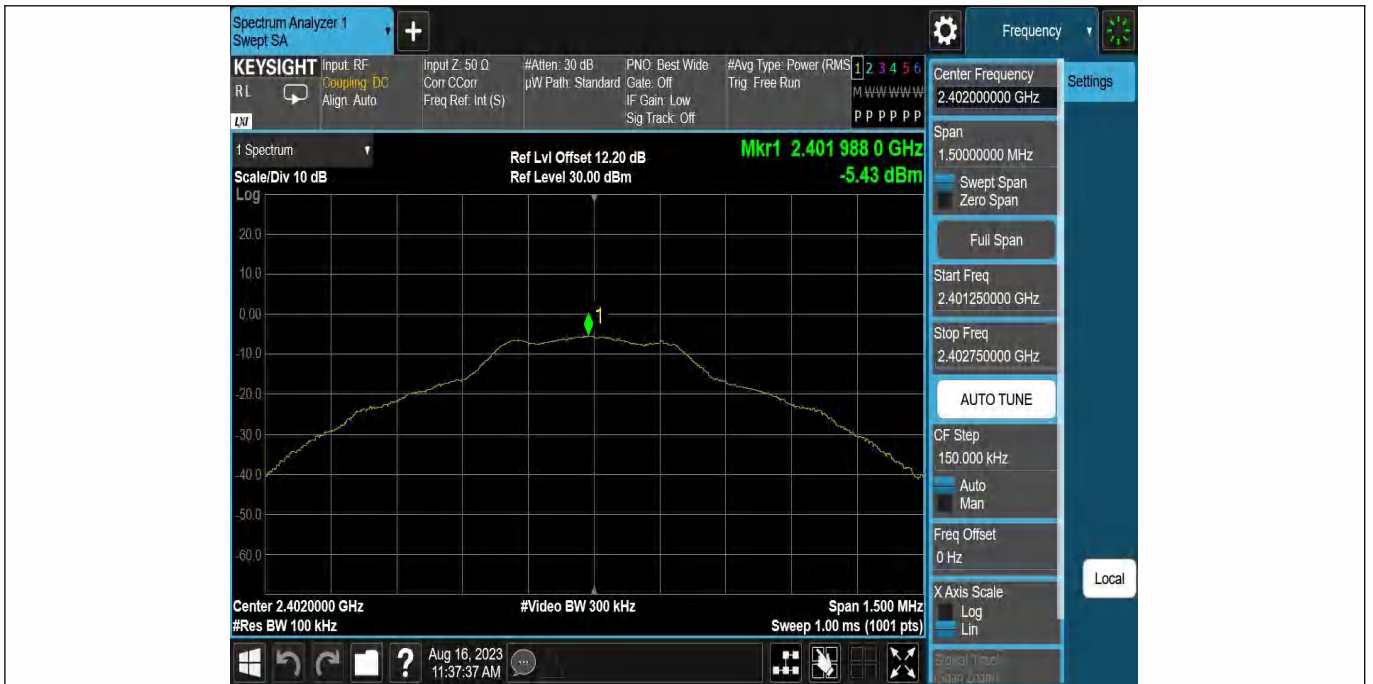 Spectrum Analyzer 1
Swept SA
+
Frequency
KEYSIGHT
RL
LXI
Input: RF
Coupling: DC
Align: Auto
Input Z: 50 Ω
Corr CCorr
Freq Ref: Int (S)
#Atten: 30 dB
µW Path: Standard
PNO: Best Wide
Gate: Off
IF Gain: Low
Sig Track: Off
#Avg Type: Power (RMS
Trig: Free Run
1 2 3 4 5 6
M W W W W W
P P P P P P
1 Spectrum
Scale/Div 10 dB
Log
Ref Lvl Offset 12.20 dB
Ref Level 30.00 dBm
Mkr1 2.401 988 0 GHz
-5.43 dBm
20.0
10.0
0.00
-10.0
-20.0
-30.0
-40.0
-50.0
-60.0
1
Center 2.4020000 GHz
#Res BW 100 kHz
#Video BW 300 kHz
Span 1.500 MHz
Sweep 1.00 ms (1001 pts)
Center Frequency
2.402000000 GHz
Settings
Span
1.50000000 MHz
Swept Span
Zero Span
Full Span
Start Freq
2.401250000 GHz
Stop Freq
2.402750000 GHz
AUTO TUNE
CF Step
150.000 kHz
Auto
Man
Freq Offset
0 Hz
X Axis Scale
Log
Lin
Signal Track
(Span Zoom)
Local
?
Aug 16, 2023
11:37:37 AM